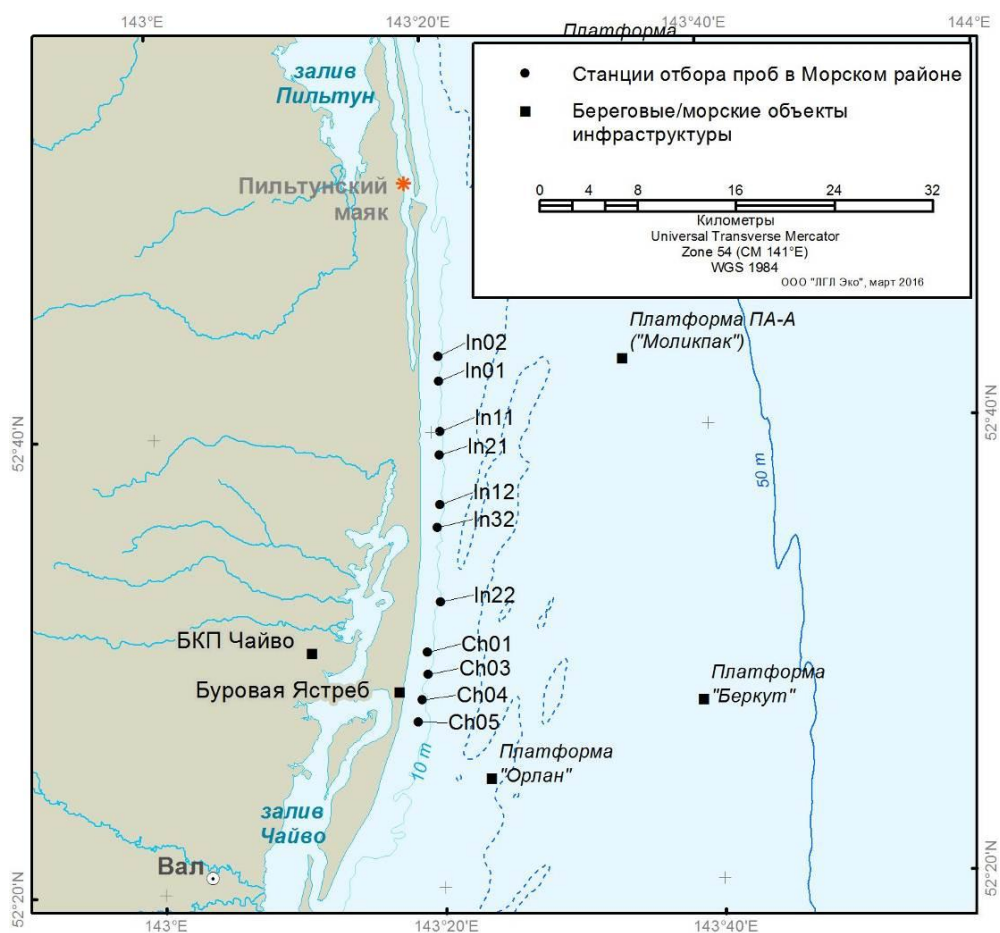 143°E
143°20'E
143°40'E
144°E
Платформа
залив
Пильтун
Станции отбора проб в Морском районе
Береговые/морские объекты
инфраструктуры
Пильтунский
маяк
0 4 8 16 24 32
Километры
Universal Transverse Mercator
Zone 54 (CM 141°E)
WGS 1984
ООО "ЛГЛ Эко", март 2016
Платформа ПА-А
("Моликпак")
In02
In01
52°40'N
52°40'N
In11
In21
50 m
In12
In32
In22
БКП Чайво
Ch01
Ch03
Буровая Ястреб
Ch04
Ch05
Платформа
"Беркут"
10 m
Платформа
"Орлан"
залив
Чайво
Вал
52°20'N
52°20'N
143°E
143°20'E
143°40'E